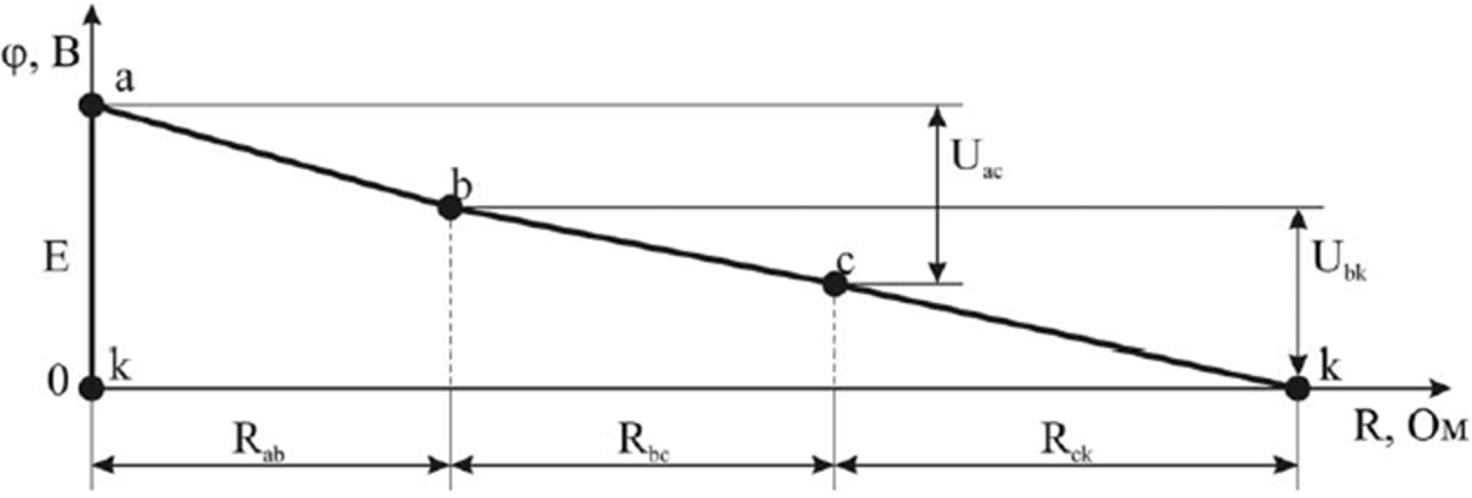 φ, В
a
b
U_ac
E
c
U_bk
0
k
k
R_ab
R_bc
R_ck
R, Ом